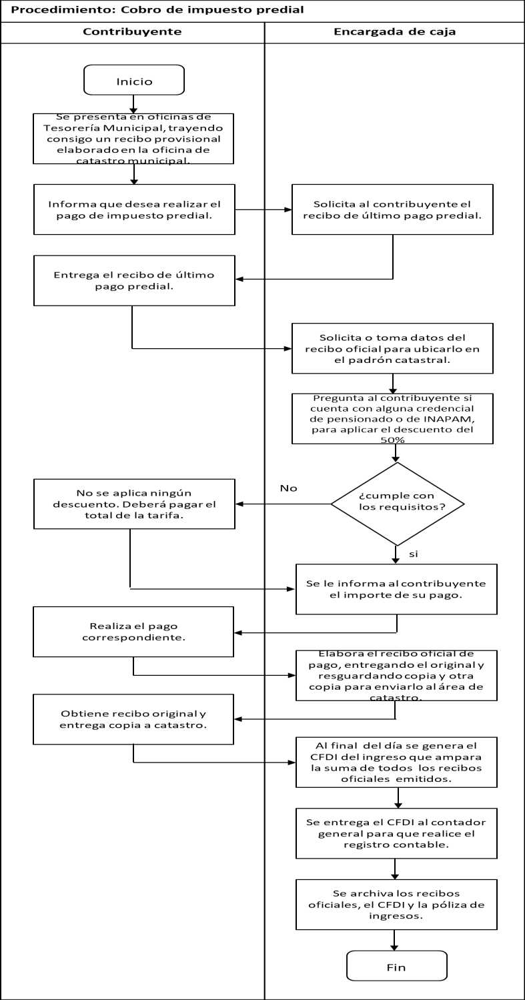 Procedimiento: Cobro de impuesto predial
Contribuyente
Encargada de caja
Inicio
Se presenta en oficinas de
Tesorería Municipal, trayendo
consigo un recibo provisional
elaborado en la oficina de
catastro municipal.
Informa que desea realizar el
pago de impuesto predial.
Solicita al contribuyente el
recibo de último pago predial.
Entrega el recibo de último
pago predial.
Solicita o toma datos del
recibo oficial para ubicarlo en
el padrón catastral.
Pregunta al contribuyente si
cuenta con alguna credencial
de pensionado o de INAPAM,
para aplicar el descuento del
50%
¿cumple con
los requisitos?
No
No se aplica ningún
descuento. Deberá pagar el
total de la tarifa.
si
Se le informa al contribuyente
el importe de su pago.
Realiza el pago
correspondiente.
Elabora el recibo oficial de
pago, entregando el original y
resguardando copia y otra
copia para enviarlo al área de
catastro.
Obtiene recibo original y
entrega copia a catastro.
Al final del día se genera el
CFDI del ingreso que ampara
la suma de todos los recibos
oficiales emitidos.
Se entrega el CFDI al contador
general para que realice el
registro contable.
Se archiva los recibos
oficiales, el CFDI y la póliza de
ingresos.
Fin